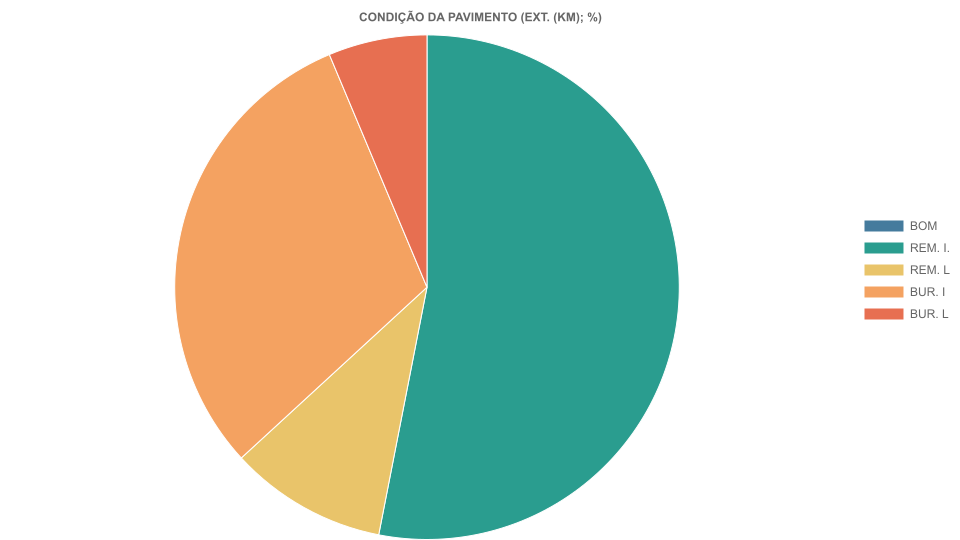 CONDIÇÃO DA PAVIMENTO (EXT. (KM); %)
BOM
REM. I.
REM. L
BUR. I
BUR. L